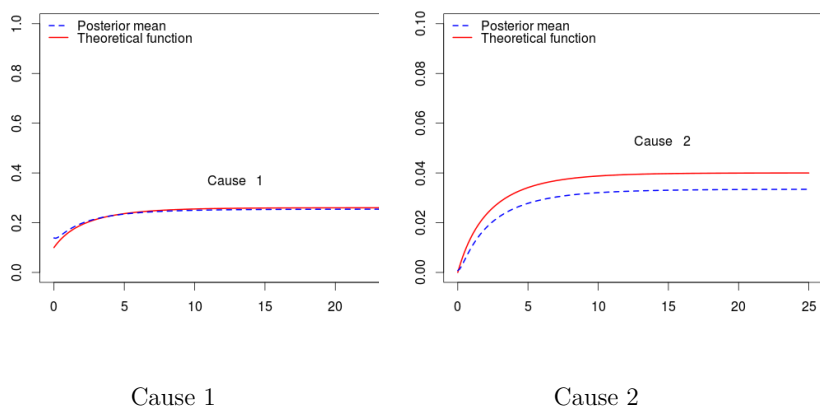 Posterior mean
Theoretical function
1.0
0.8
0.6
0.4
0.2
0.0
Cause 1
0 5 10 15 20
Posterior mean
Theoretical function
0.10
0.08
0.06
0.04
0.02
0.00
Cause 2
0 5 10 15 20 25
Cause 1
Cause 2